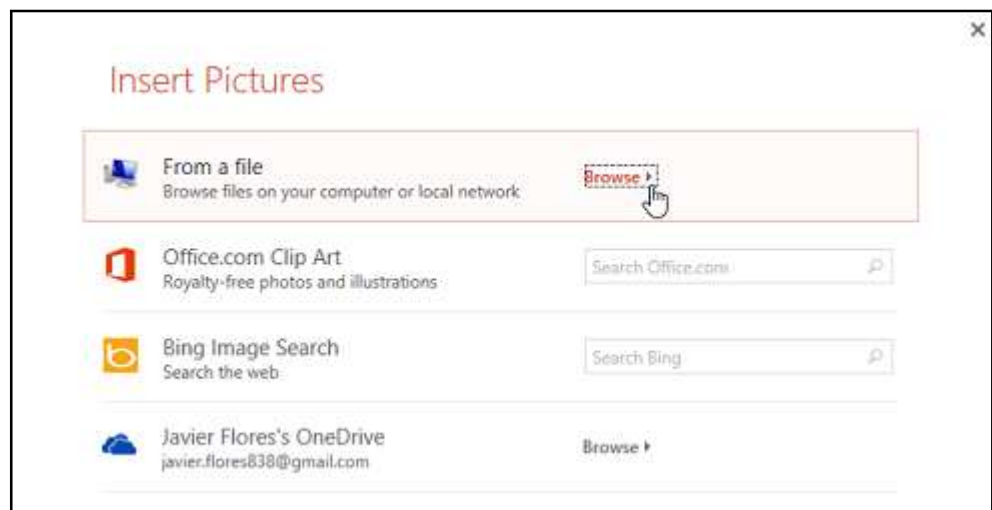 Insert Pictures
From a file
Browse files on your computer or local network
Browse
Office.com Clip Art
Royalty-free photos and illustrations
Search Office.com
Bing Image Search
Search the web
Search Bing
Javier Flores's OneDrive
javier.flores838@gmail.com
Browse